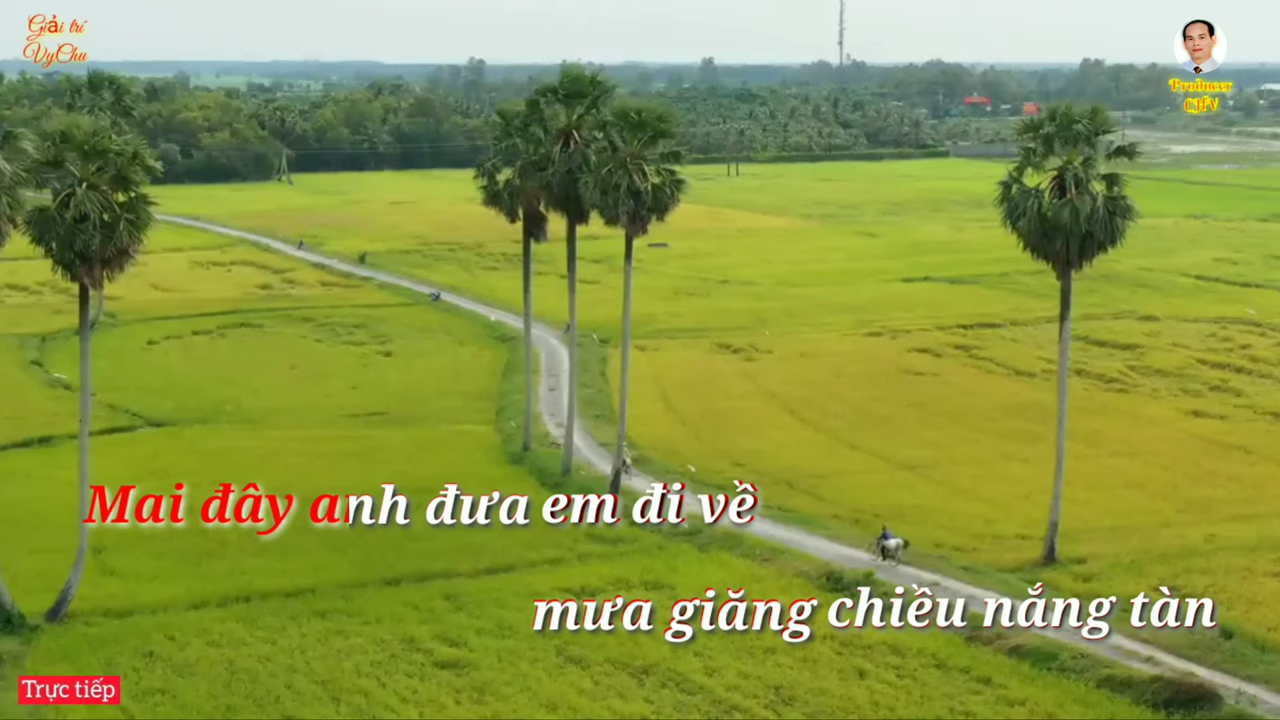 Giải trí
VyChu
Producer
CHV
Mai đây anh đưa em đi về
mưa giăng chiều nắng tàn
Trực tiếp